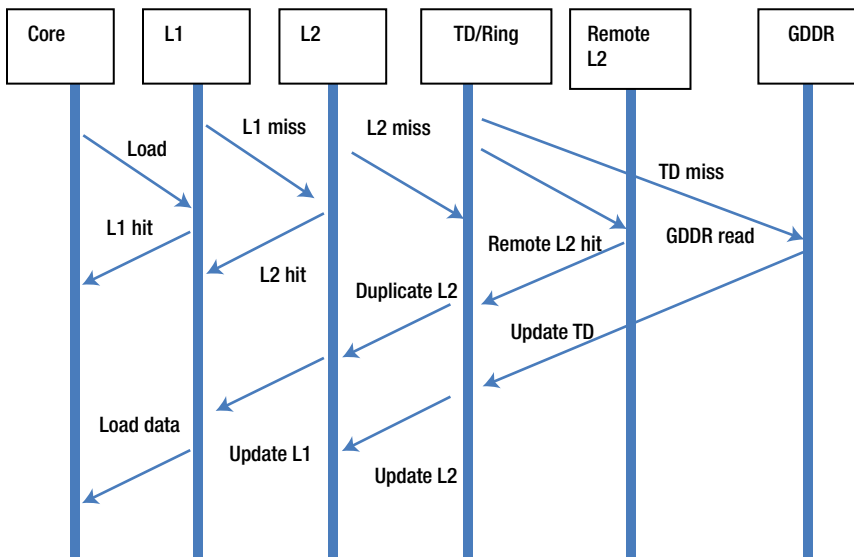 Core
L1
L2
TD/Ring
Remote
L2
GDDR
L1 miss
L2 miss
Load
TD miss
L1 hit
Remote L2 hit
GDDR read
L2 hit
Duplicate L2
Update TD
Load data
Update L1
Update L2